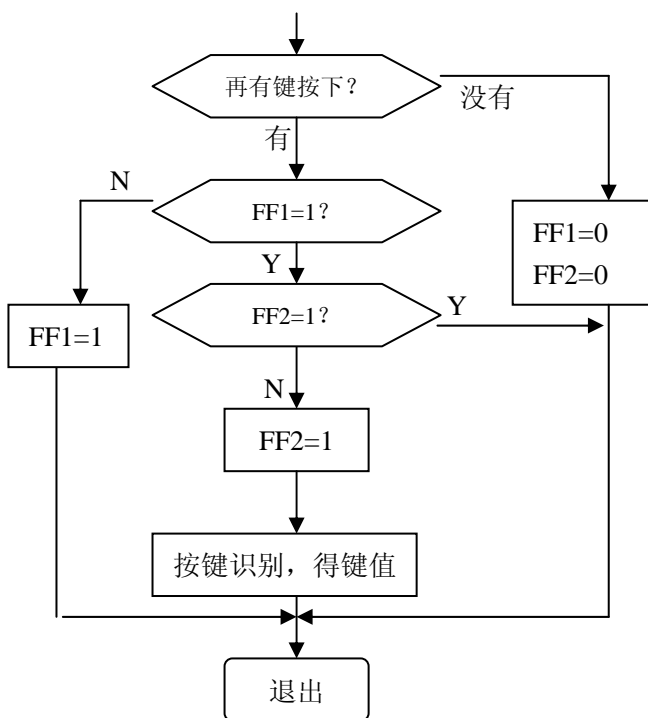 再有键按下？
没有
有
N
FF1=1？
FF1=0
FF2=0
Y
FF2=1？
Y
FF1=1
N
FF2=1
按键识别，得键值
退出